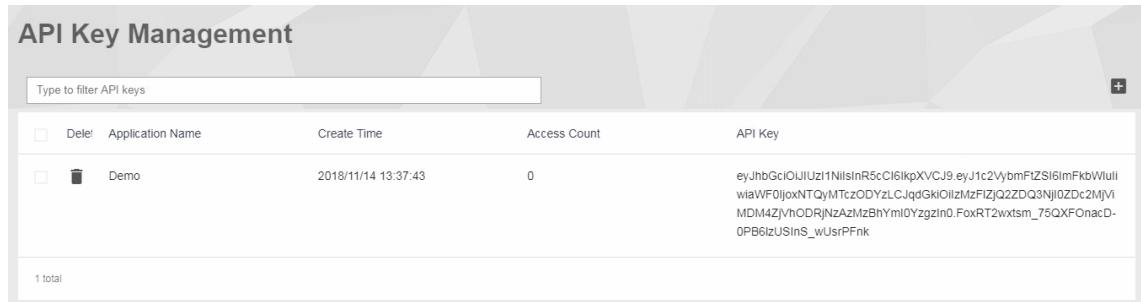 API Key Management
Type to filter API keys
Delet Application Name Create Time Access Count API Key
Demo 2018/11/14 13:37:43 0 eyJhbGciOiJIUzI1NiIsInR5cCI6IkpXVCJ9.eyJ1c2VybmFtZSI6ImFkbWluIi
wiaWF0IjoxNTQyMTczODYzLCJqdGkiOiIzMzFlZjQ2ZDQ3NjI0ZDc2MjVi
MDM4ZjVhODRjNzAzMzBhYmI0YzgzIn0.FoxRT2wxtsm_75QXFOnacD-
0PB6IzUSInS_wUsrPFnk
1 total